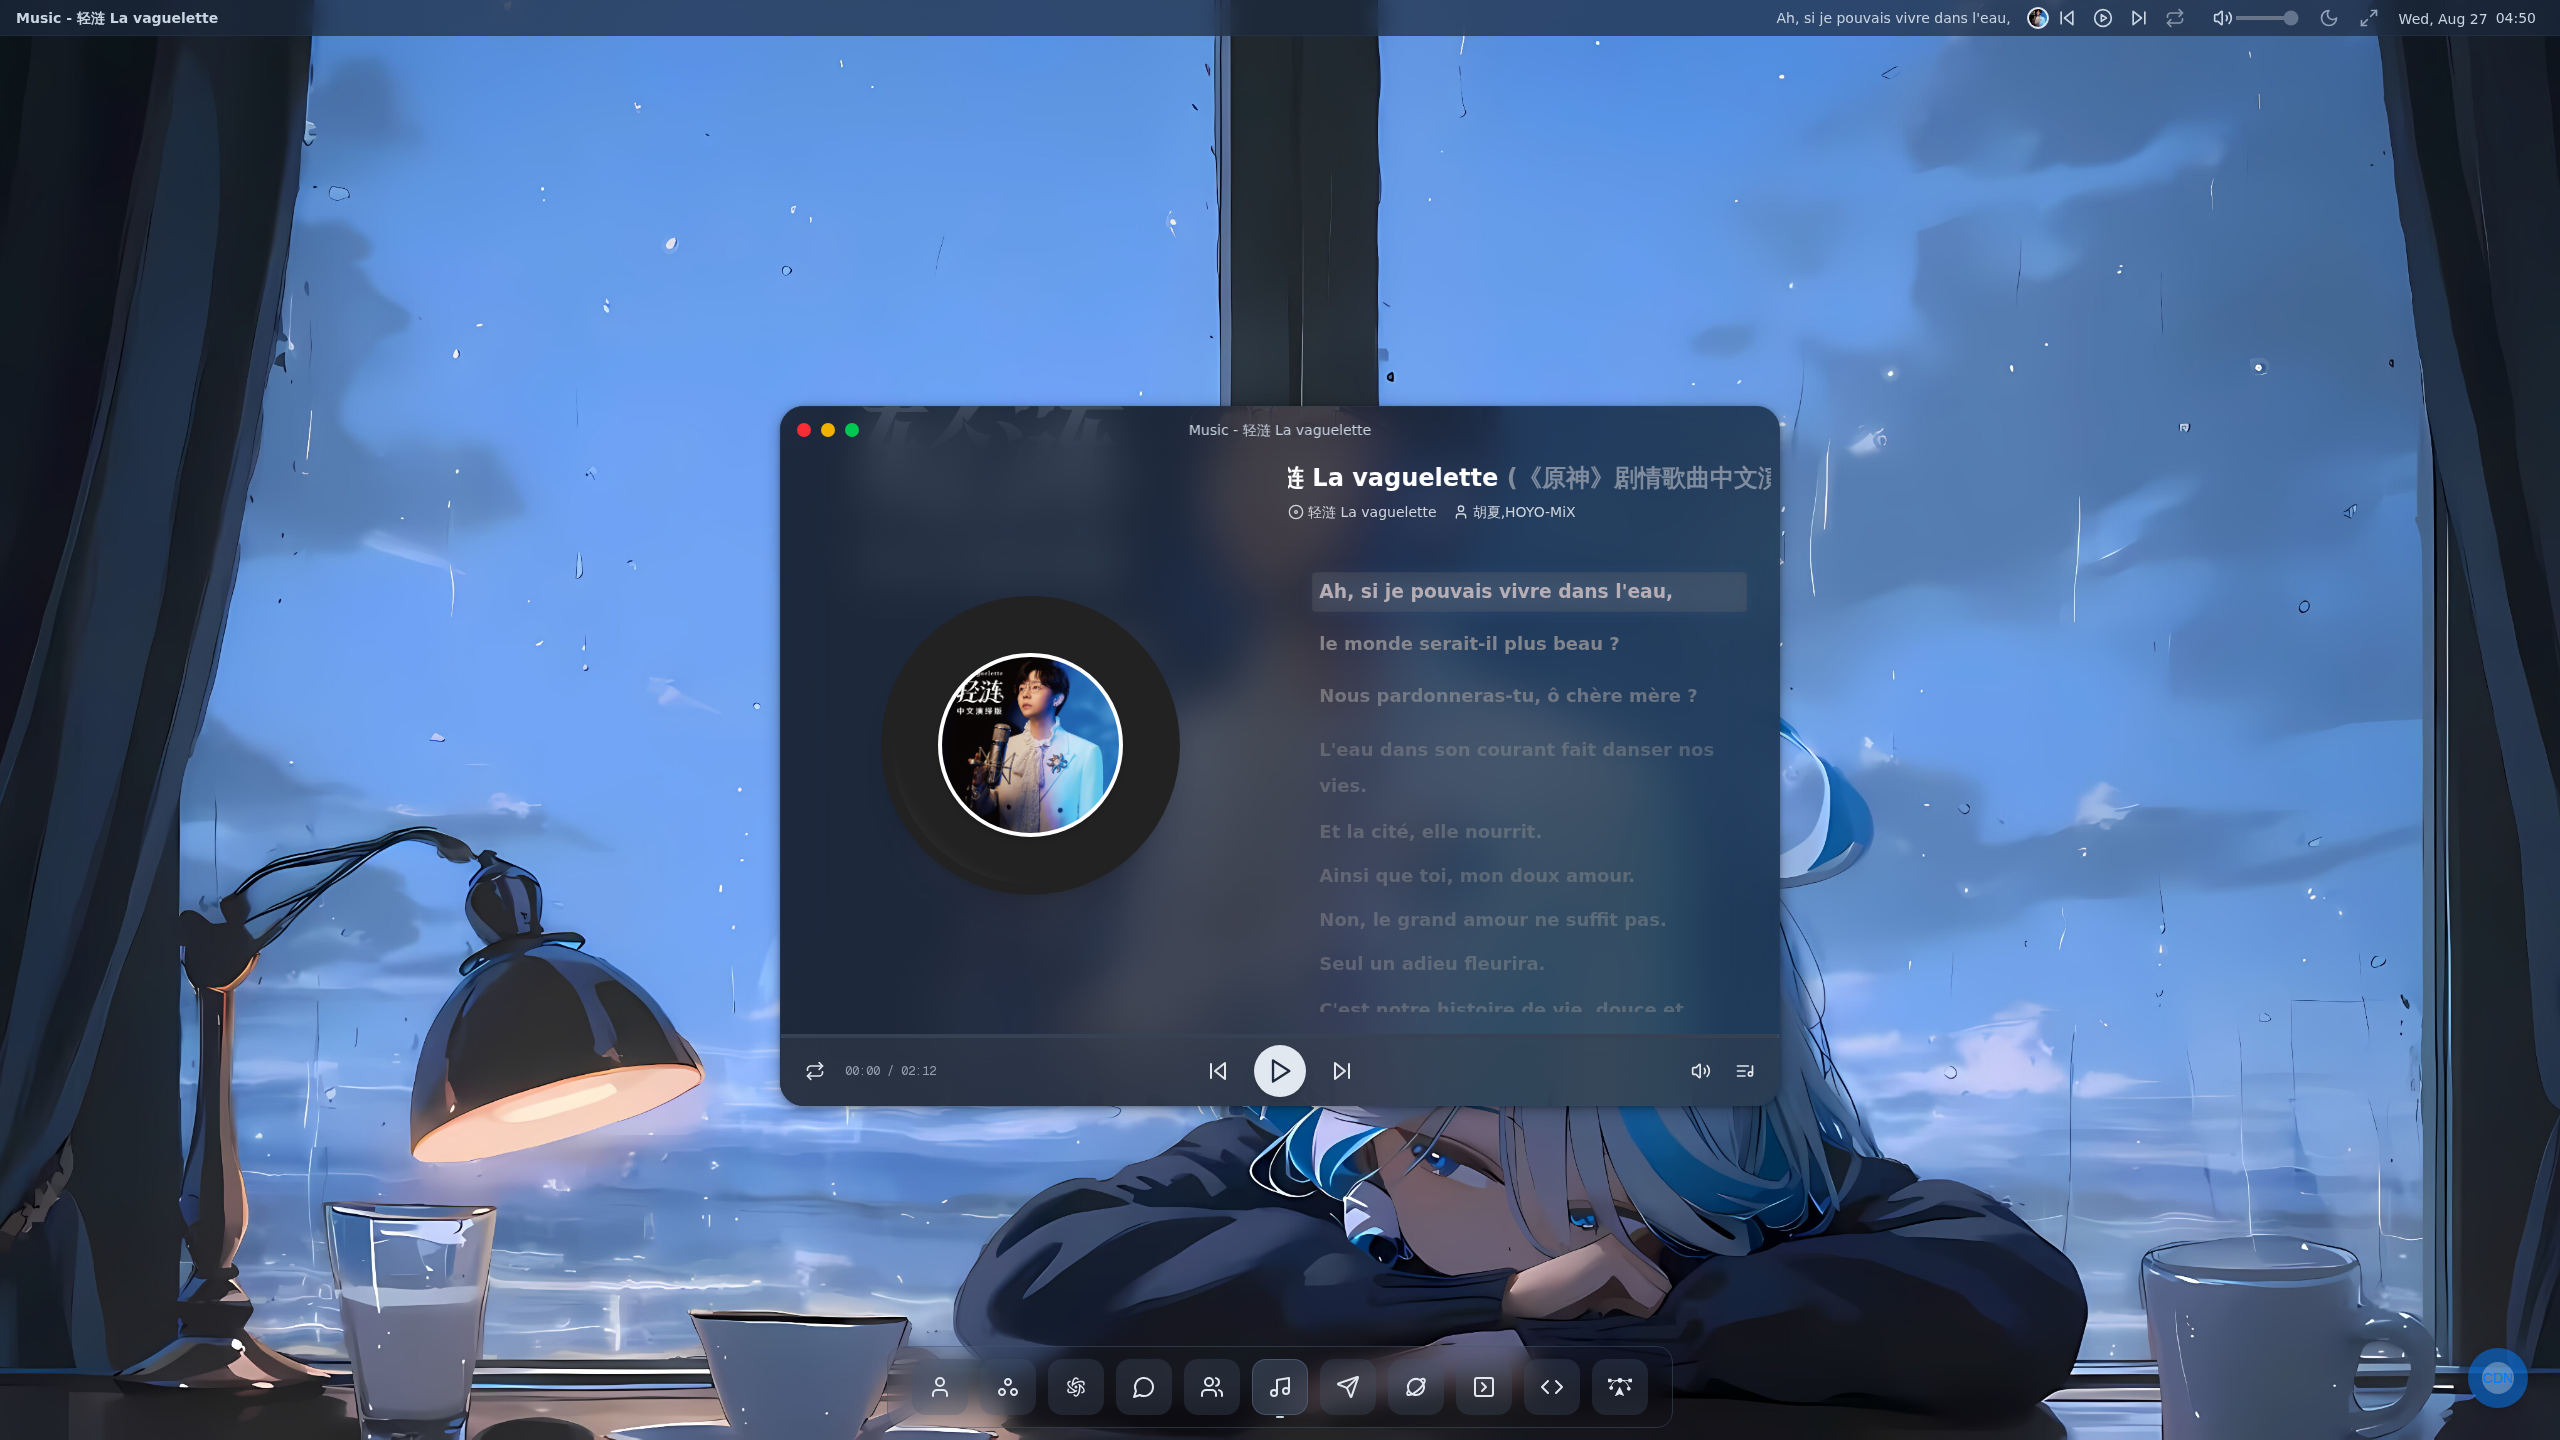 Music - 轻涟 La vaguelette
Ah, si je pouvais vivre dans l'eau,
Wed, Aug 27 04:50
Music - 轻涟 La vaguelette
涟 La vaguelette (《原神》剧情歌曲中文演
轻涟 La vaguelette 胡夏,HOYO-MiX
Ah, si je pouvais vivre dans l'eau,
le monde serait-il plus beau ?
Nous pardonneras-tu, ô chère mère ?
L'eau dans son courant fait danser nos
vies.
Et la cité, elle nourrit.
Ainsi que toi, mon doux amour.
Non, le grand amour ne suffit pas.
Seul un adieu fleurira.
C'est notre histoire de vie, douce et
轻涟
中文演绎版
00:00 / 02:12
CDN